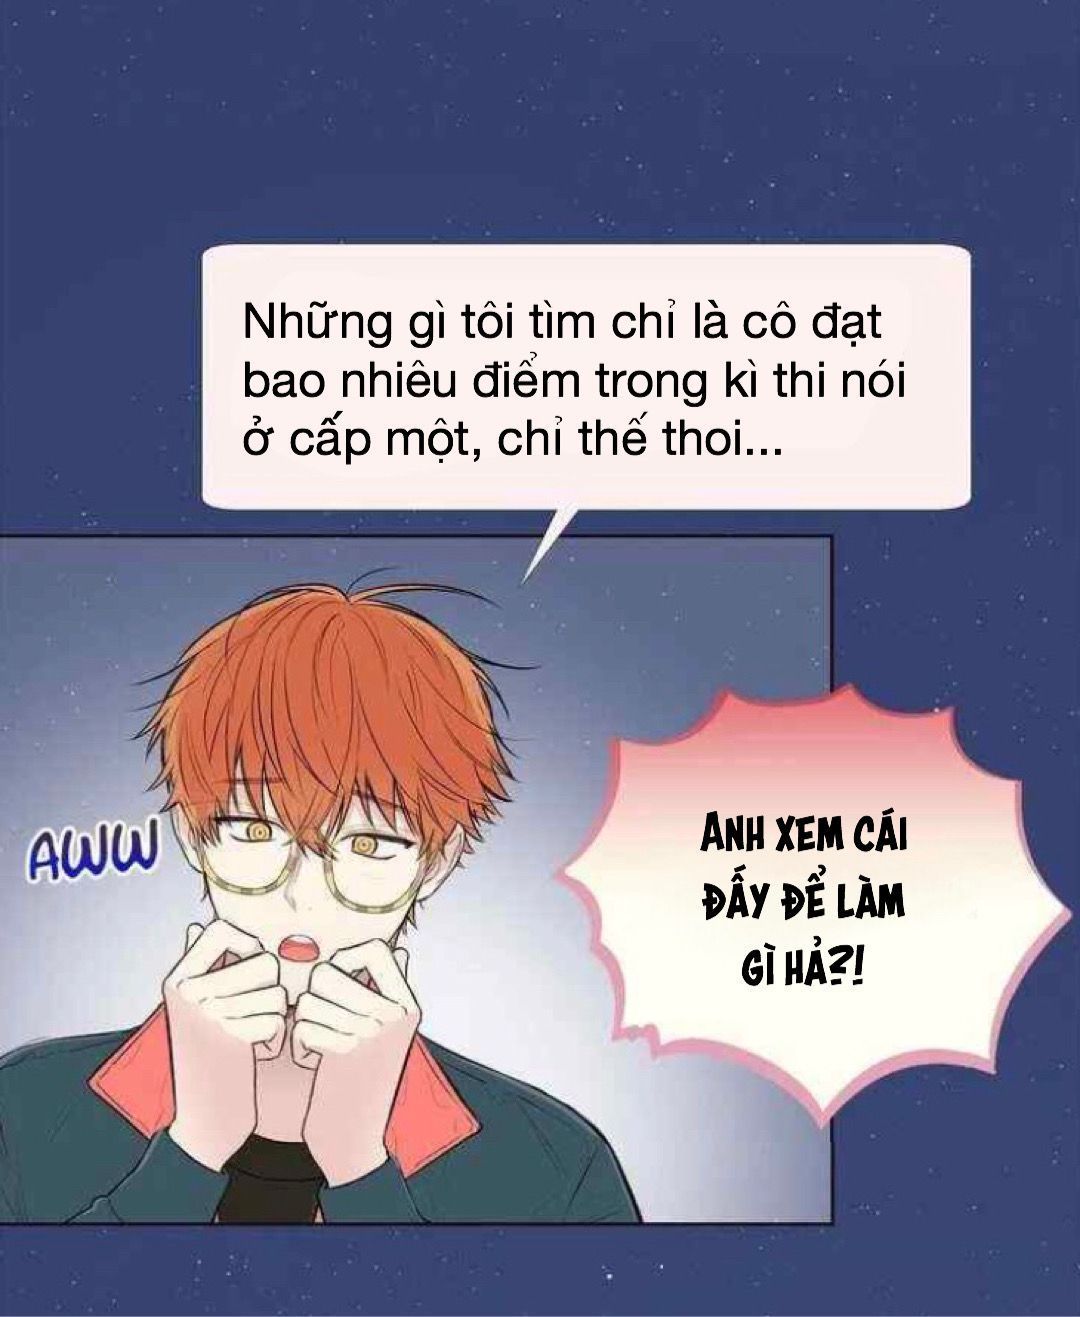 Những gì tôi tìm chỉ là cô đạt
bao nhiêu điểm trong kì thi nói
ở cấp một, chỉ thế thoi...
AWW
ANH XEM CÁI
ĐẤY ĐỂ LÀM
GÌ HẢ?!